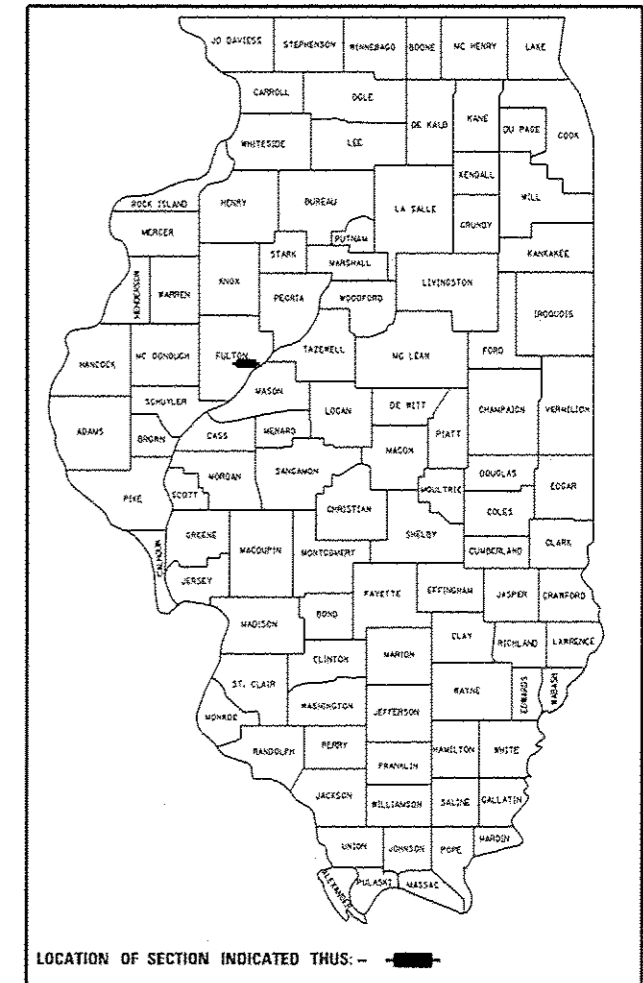 JO DAVIESS STEPHENSON WINNEBAGO BOONE MC HENRY LAKE
CARROLL OGLE DE KALB KANE DU PAGE COOK
WHITESIDE LEE KENDALL WILL
ROCK ISLAND HENRY BUREAU LA SALLE GRUNDY
MERCER PUTNAM KANKAKEE
STARK MARSHALL
HENDERSON WARREN KNOX PEORIA WOODFORD LIVINGSTON IROQUOIS
HANCOCK MC DONOUGH FULTON TAZEWELL MC LEAN FORD
MASON
SCHUYLER LOGAN DE WITT CHAMPAIGN VERMILION
ADAMS BROWN CASS MENARD MACON PIATT
PIKE SCOTT MORGAN SANGAMON MOULTRIE DOUGLAS EDGAR
CHRISTIAN COLES
CALHOUN GREENE MACOUPIN MONTGOMERY SHELBY CUMBERLAND CLARK
JERSEY FAYETTE EFFINGHAM JASPER CRAWFORD
MADISON BOND CLAY RICHLAND LAWRENCE
CLINTON MARION
ST. CLAIR WASHINGTON JEFFERSON WAYNE EDWARDS WABASH
MONROE
RANDOLPH PERRY FRANKLIN HAMILTON WHITE
JACKSON WILLIAMSON SALINE GALLATIN
UNION JOHNSON POPE HARDIN
ALEXANDER PULASKI MASSAC
LOCATION OF SECTION INDICATED THUS: -